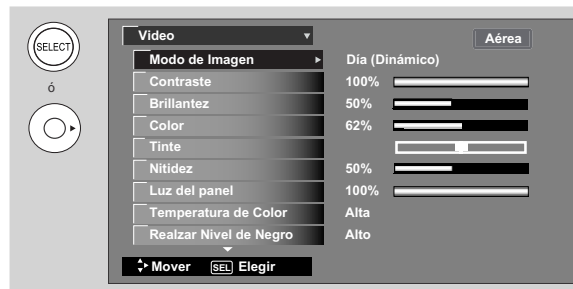 SELECT
ó
Video
Aérea
Modo de Imagen Día (Dinámico)
Contraste 100%
Brillantez 50%
Color 62%
Tinte
Nitidez 50%
Luz del panel 100%
Temperatura de Color Alta
Realzar Nivel de Negro Alto
Mover SEL Elegir